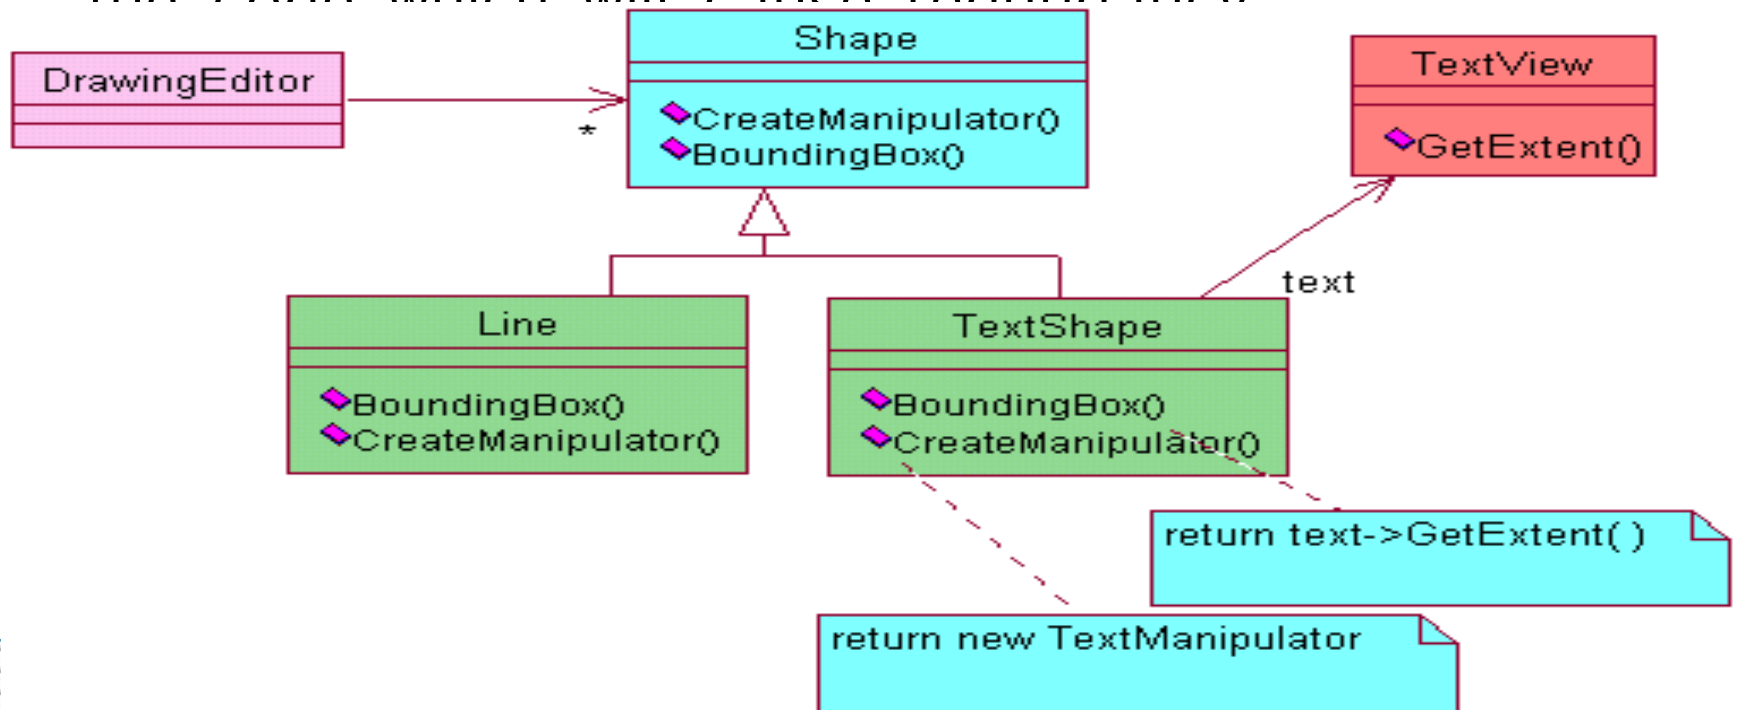 DrawingEditor
*
Shape
CreateManipulator()
BoundingBox()
TextView
GetExtent()
text
Line
BoundingBox()
CreateManipulator()
TextShape
BoundingBox()
CreateManipulator()
return text->GetExtent( )
return new TextManipulator